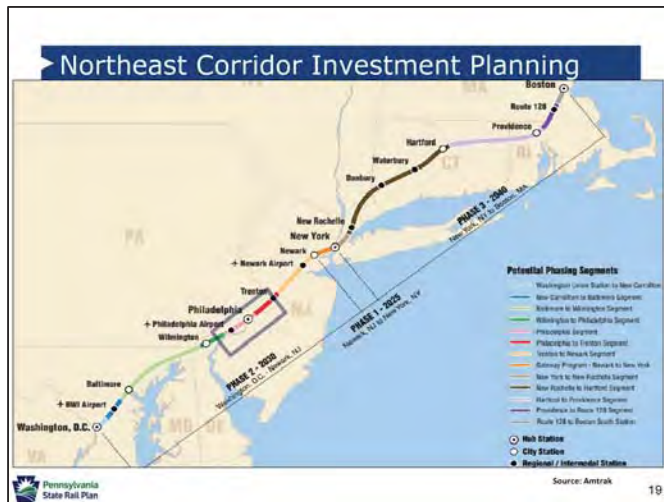 Northeast Corridor Investment Planning
MA
Boston
Route 128
Providence
Hartford
Waterbury
CT
RI
Danbury
New Rochelle
New York
Newark
Newark Airport
PA
Trenton
NJ
Philadelphia
Philadelphia Airport
Wilmington
Baltimore
BWI Airport
Washington, D.C.
MD
DE
VA
PHASE 3 - 2040
New York, NY to Boston, MA
PHASE 1 - 2025
Newark, NJ to New York, NY
PHASE 2 - 2030
Washington, D.C. - Newark, NJ
Potential Phasing Segments
Washington Union Station to New Carrollton
New Carrollton to Baltimore Segment
Baltimore to Wilmington Segment
Wilmington to Philadelphia Segment
Philadelphia Segment
Philadelphia to Trenton Segment
Trenton to Newark Segment
Gateway Program - Newark to New York
New York to New Rochelle Segment
New Rochelle to Hartford Segment
Hartford to Providence Segment
Providence to Route 128 Segment
Route 128 to Boston South Station
Hub Station
City Station
Regional / Intermodal Station
Pennsylvania
State Rail Plan
Source: Amtrak
19